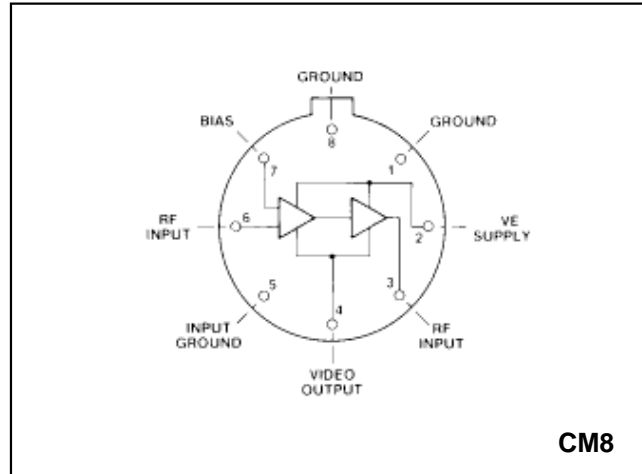 GROUND
BIAS
GROUND
8
7
1
RF
INPUT
6
2
VE
SUPPLY
5
3
INPUT
GROUND
4
RF
INPUT
VIDEO
OUTPUT
CM8